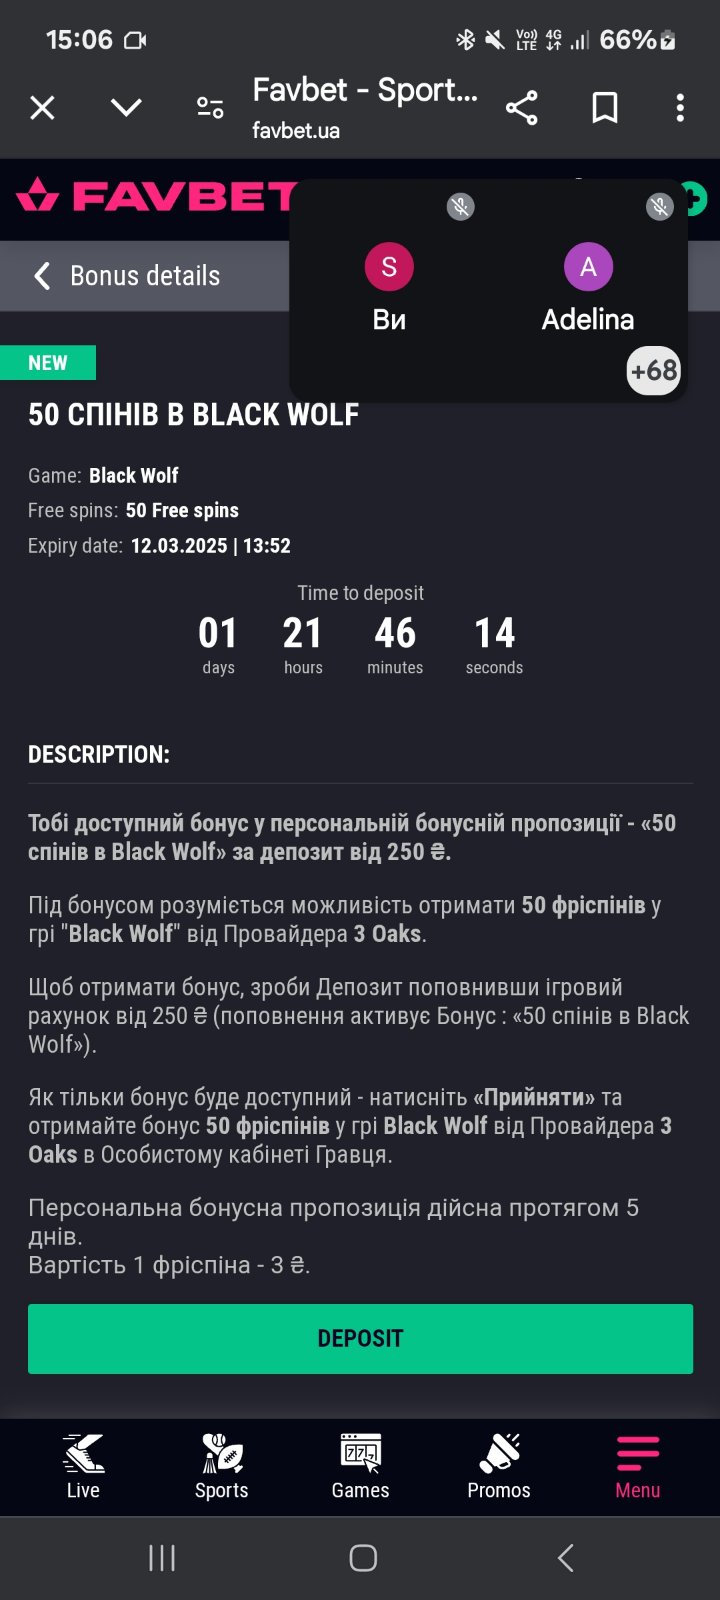 15:06
Vo)) LTE 4G 66%
Favbet - Sport...
favbet.ua
FAVBET
Bonus details
S
A
Ви
Adelina
+68
NEW
50 СПІНІВ В BLACK WOLF
Game: Black Wolf
Free spins: 50 Free spins
Expiry date: 12.03.2025 | 13:52
Time to deposit
01 21 46 14
days hours minutes seconds
DESCRIPTION:
Тобі доступний бонус у персональній бонусній пропозиції - «50
спінів в Black Wolf» за депозит від 250 ₴.
Під бонусом розуміється можливість отримати 50 фріспінів у
грі "Black Wolf" від Провайдера 3 Oaks.
Щоб отримати бонус, зроби Депозит поповнивши ігровий
рахунок від 250 ₴ (поповнення активує Бонус : «50 спінів в Black
Wolf»).
Як тільки бонус буде доступний - натисніть «Прийняти» та
отримайте бонус 50 фріспінів у грі Black Wolf від Провайдера 3
Oaks в Особистому кабінеті Гравця.
Персональна бонусна пропозиція дійсна протягом 5
днів.
Вартість 1 фріспіна - 3 ₴.
DEPOSIT
777
Live Sports Games Promos Menu